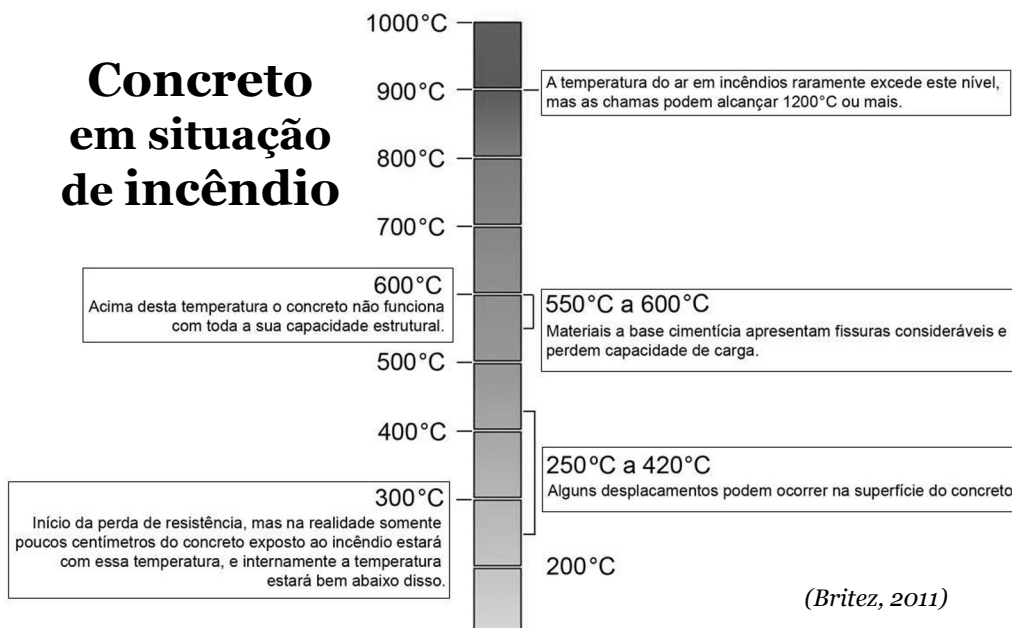 Concreto
em situação
de incêndio
1000°C
900°C
A temperatura do ar em incêndios raramente excede este nível,
mas as chamas podem alcançar 1200°C ou mais.
800°C
700°C
600°C
Acima desta temperatura o concreto não funciona
com toda a sua capacidade estrutural.
550°C a 600°C
Materiais a base cimentícia apresentam fissuras consideráveis e
perdem capacidade de carga.
500°C
400°C
250ºC a 420°C
Alguns desplacamentos podem ocorrer na superfície do concreto
300°C
Início da perda de resistência, mas na realidade somente
poucos centímetros do concreto exposto ao incêndio estará
com essa temperatura, e internamente a temperatura
estará bem abaixo disso.
200°C
(Britez, 2011)